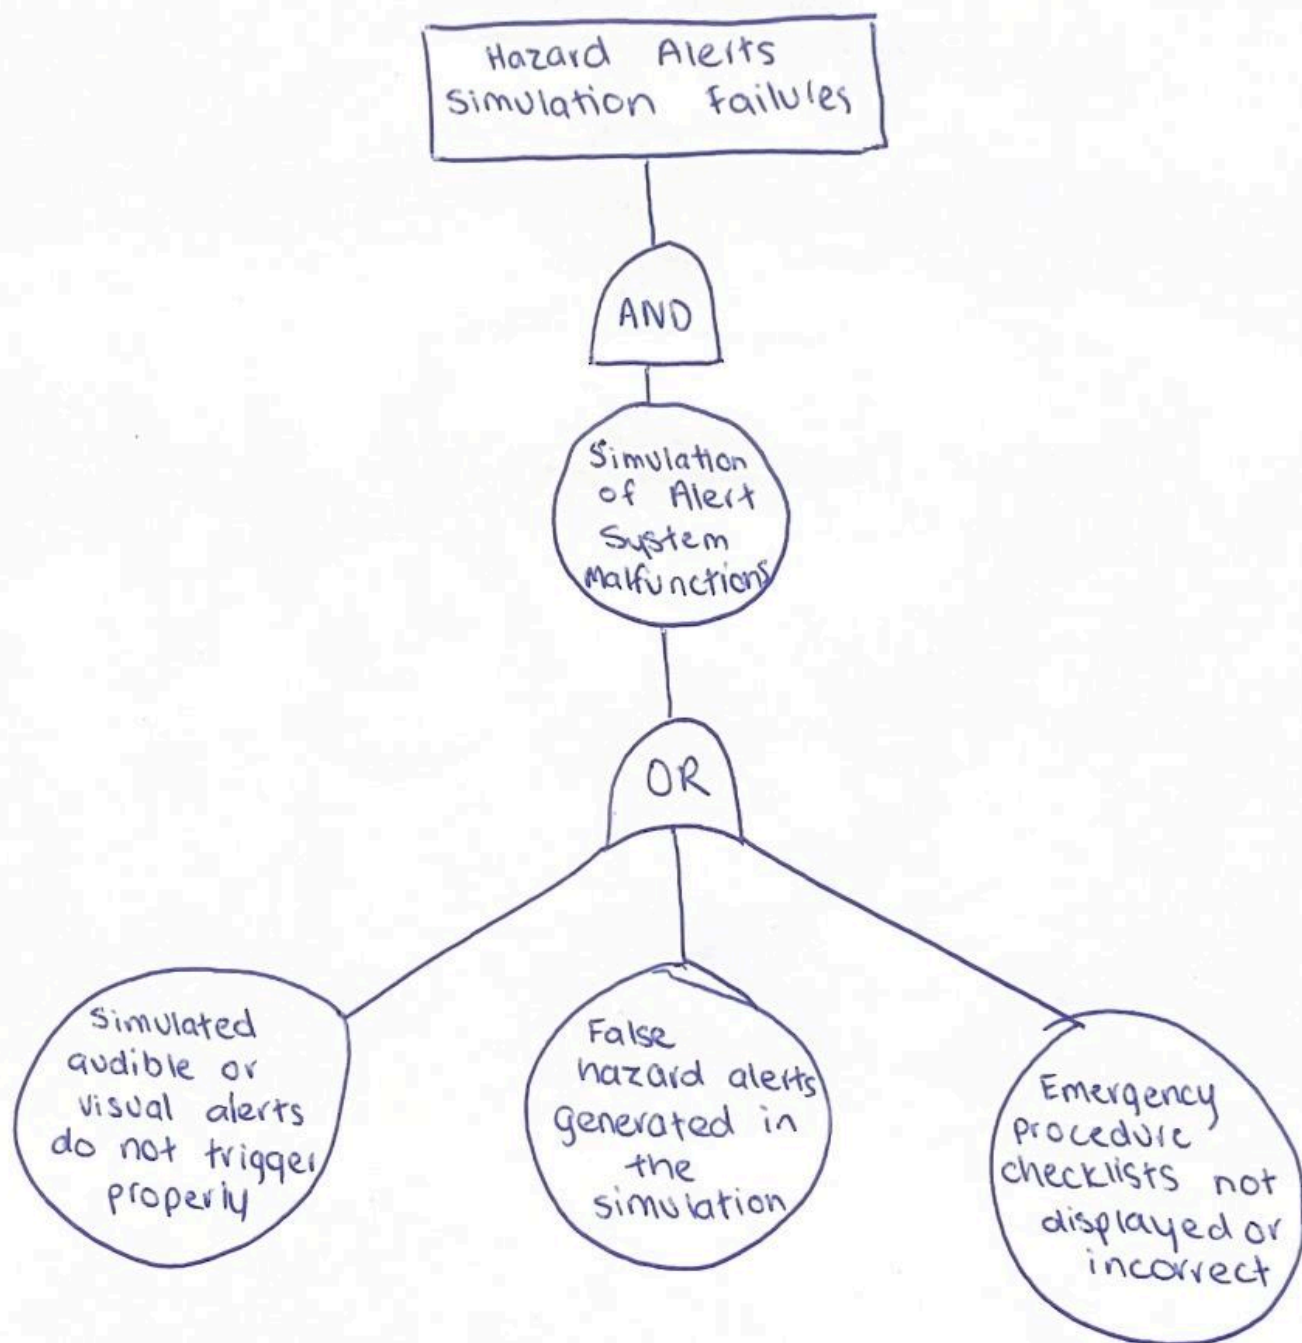 Hazard Alerts
Simulation Failures
AND
Simulation
of Alert
System
Malfunctions
OR
Simulated
audible or
visual alerts
do not trigger
properly
False
hazard alerts
generated in
the
simulation
Emergency
procedure
checklists not
displayed or
incorrect